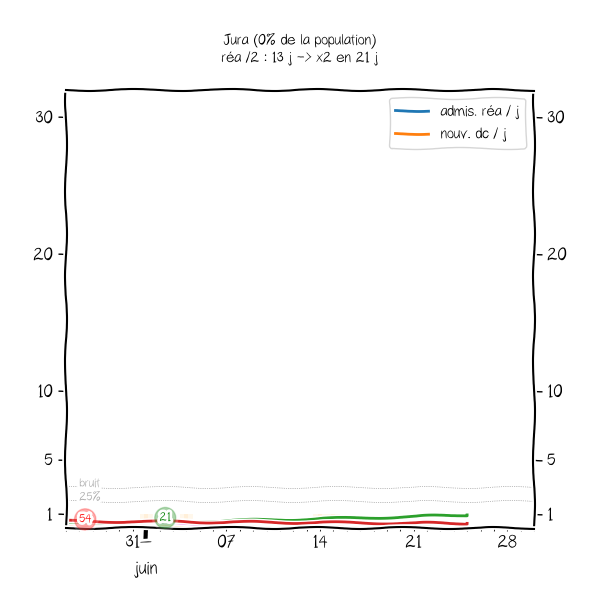 Jura (0% de la population)
réa /2 : 13 j -> x2 en 21 j
admis. réa / j
nouv. dc / j
30 30
20 20
10 10
5 5
bruit
25%
54 21
1 1
31 07 14 21 28
juin